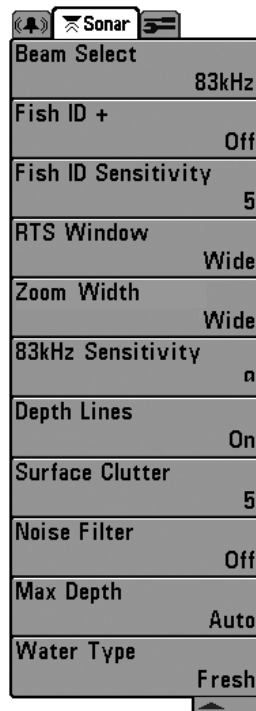 Sonar
Beam Select
83kHz
Fish ID +
Off
Fish ID Sensitivity
5
RTS Window
Wide
Zoom Width
Wide
83kHz Sensitivity
Depth Lines
On
Surface Clutter
5
Noise Filter
Off
Max Depth
Auto
Water Type
Fresh